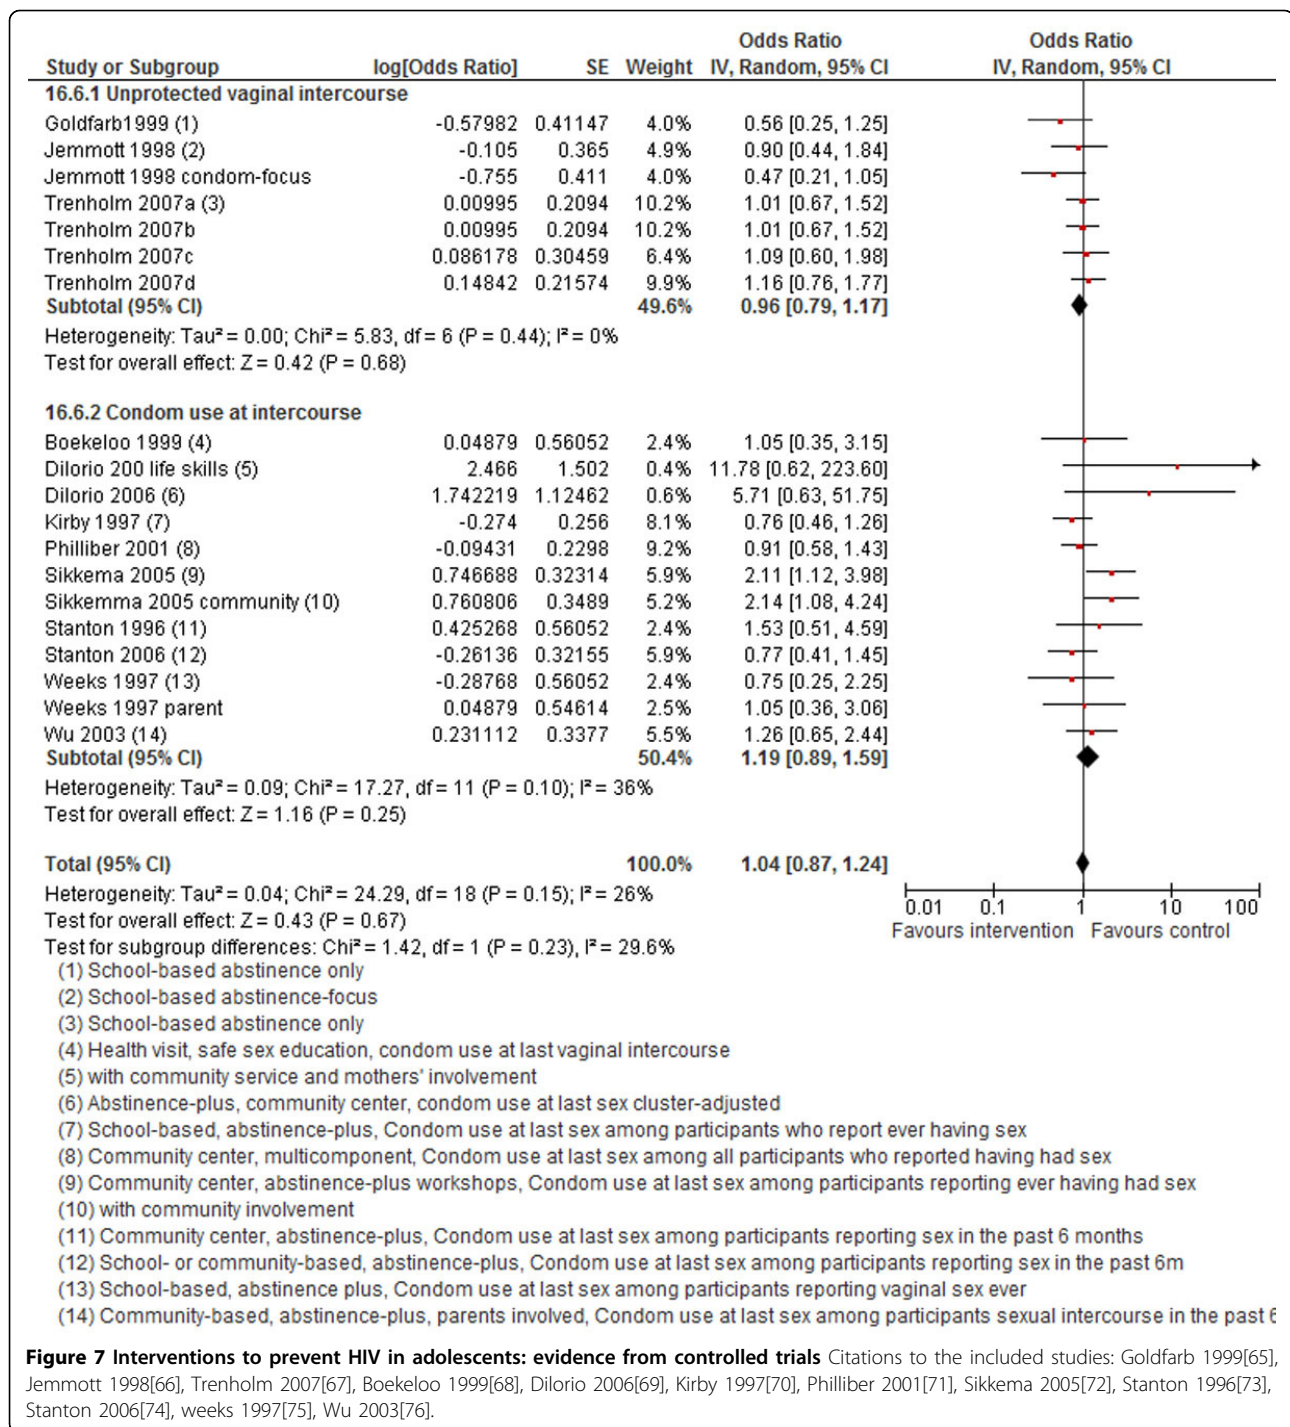 Odds Ratio Odds Ratio
Study or Subgroup log[Odds Ratio] SE Weight IV, Random, 95% CI IV, Random, 95% CI
16.6.1 Unprotected vaginal intercourse
Goldfarb1999 (1) -0.57982 0.41147 4.0% 0.56 [0.25, 1.25]
Jemmott 1998 (2) -0.105 0.365 4.9% 0.90 [0.44, 1.84]
Jemmott 1998 condom-focus -0.755 0.411 4.0% 0.47 [0.21, 1.05]
Trenholm 2007a (3) 0.00995 0.2094 10.2% 1.01 [0.67, 1.52]
Trenholm 2007b 0.00995 0.2094 10.2% 1.01 [0.67, 1.52]
Trenholm 2007c 0.086178 0.30459 6.4% 1.09 [0.60, 1.98]
Trenholm 2007d 0.14842 0.21574 9.9% 1.16 [0.76, 1.77]
Subtotal (95% CI) 49.6% 0.96 [0.79, 1.17]
Heterogeneity: Tau² = 0.00; Chi² = 5.83, df = 6 (P = 0.44); I² = 0%
Test for overall effect: Z = 0.42 (P = 0.68)
16.6.2 Condom use at intercourse
Boekeloo 1999 (4) 0.04879 0.56052 2.4% 1.05 [0.35, 3.15]
Dilorio 200 life skills (5) 2.466 1.502 0.4% 11.78 [0.62, 223.60]
Dilorio 2006 (6) 1.742219 1.12462 0.6% 5.71 [0.63, 51.75]
Kirby 1997 (7) -0.274 0.256 8.1% 0.76 [0.46, 1.26]
Philliber 2001 (8) -0.09431 0.2298 9.2% 0.91 [0.58, 1.43]
Sikkema 2005 (9) 0.746688 0.32314 5.9% 2.11 [1.12, 3.98]
Sikkemma 2005 community (10) 0.760806 0.3489 5.2% 2.14 [1.08, 4.24]
Stanton 1996 (11) 0.425268 0.56052 2.4% 1.53 [0.51, 4.59]
Stanton 2006 (12) -0.26136 0.32155 5.9% 0.77 [0.41, 1.45]
Weeks 1997 (13) -0.28768 0.56052 2.4% 0.75 [0.25, 2.25]
Weeks 1997 parent 0.04879 0.54614 2.5% 1.05 [0.36, 3.06]
Wu 2003 (14) 0.231112 0.3377 5.5% 1.26 [0.65, 2.44]
Subtotal (95% CI) 50.4% 1.19 [0.89, 1.59]
Heterogeneity: Tau² = 0.09; Chi² = 17.27, df = 11 (P = 0.10); I² = 36%
Test for overall effect: Z = 1.16 (P = 0.25)
Total (95% CI) 100.0% 1.04 [0.87, 1.24]
Heterogeneity: Tau² = 0.04; Chi² = 24.29, df = 18 (P = 0.15); I² = 26%
Test for overall effect: Z = 0.43 (P = 0.67)
Test for subgroup differences: Chi² = 1.42, df = 1 (P = 0.23), I² = 29.6%
0.01 0.1 1 10 100
Favours intervention Favours control
(1) School-based abstinence only
(2) School-based abstinence-focus
(3) School-based abstinence only
(4) Health visit, safe sex education, condom use at last vaginal intercourse
(5) with community service and mothers' involvement
(6) Abstinence-plus, community center, condom use at last sex cluster-adjusted
(7) School-based, abstinence-plus, Condom use at last sex among participants who report ever having sex
(8) Community center, multicomponent, Condom use at last sex among all participants who reported having had sex
(9) Community center, abstinence-plus workshops, Condom use at last sex among participants reporting ever having had sex
(10) with community involvement
(11) Community center, abstinence-plus, Condom use at last sex among participants reporting sex in the past 6 months
(12) School- or community-based, abstinence-plus, Condom use at last sex among participants reporting sex in the past 6m
(13) School-based, abstinence plus, Condom use at last sex among participants reporting vaginal sex ever
(14) Community-based, abstinence-plus, parents involved, Condom use at last sex among participants sexual intercourse in the past 6
Figure 7 Interventions to prevent HIV in adolescents: evidence from controlled trials Citations to the included studies: Goldfarb 1999[65],
Jemmott 1998[66], Trenholm 2007[67], Boekeloo 1999[68], Dilorio 2006[69], Kirby 1997[70], Philliber 2001[71], Sikkema 2005[72], Stanton 1996[73],
Stanton 2006[74], weeks 1997[75], Wu 2003[76].